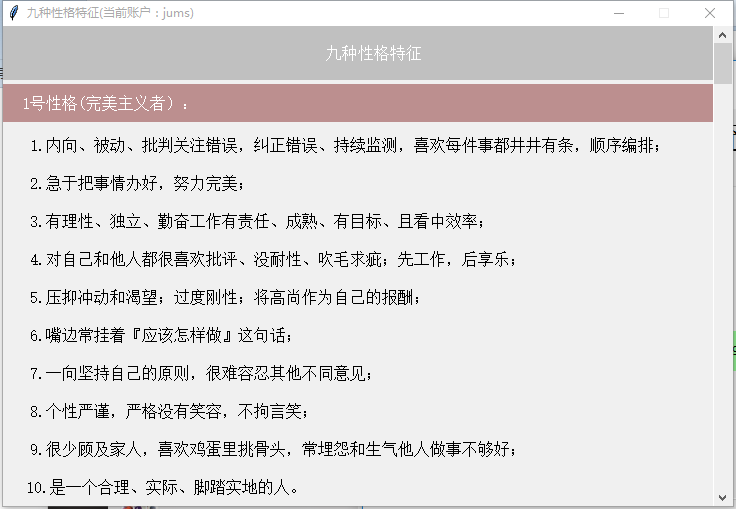 九种性格特征(当前账户：jums)
九种性格特征
1号性格(完美主义者)：
1.内向、被动、批判关注错误，纠正错误、持续监测，喜欢每件事都井井有条，顺序编排；
2.急于把事情办好，努力完美；
3.有理性、独立、勤奋工作有责任、成熟、有目标、且看中效率；
4.对自己和他人都很喜欢批评、没耐性、吹毛求疵；先工作，后享乐；
5.压抑冲动和渴望；过度刚性；将高尚作为自己的报酬；
6.嘴边常挂着『应该怎样做』这句话；
7.一向坚持自己的原则，很难容忍其他不同意见；
8.个性严谨，严格没有笑容，不拘言笑；
9.很少顾及家人，喜欢鸡蛋里挑骨头，常埋怨和生气他人做事不够好；
10.是一个合理、实际、脚踏实地的人。